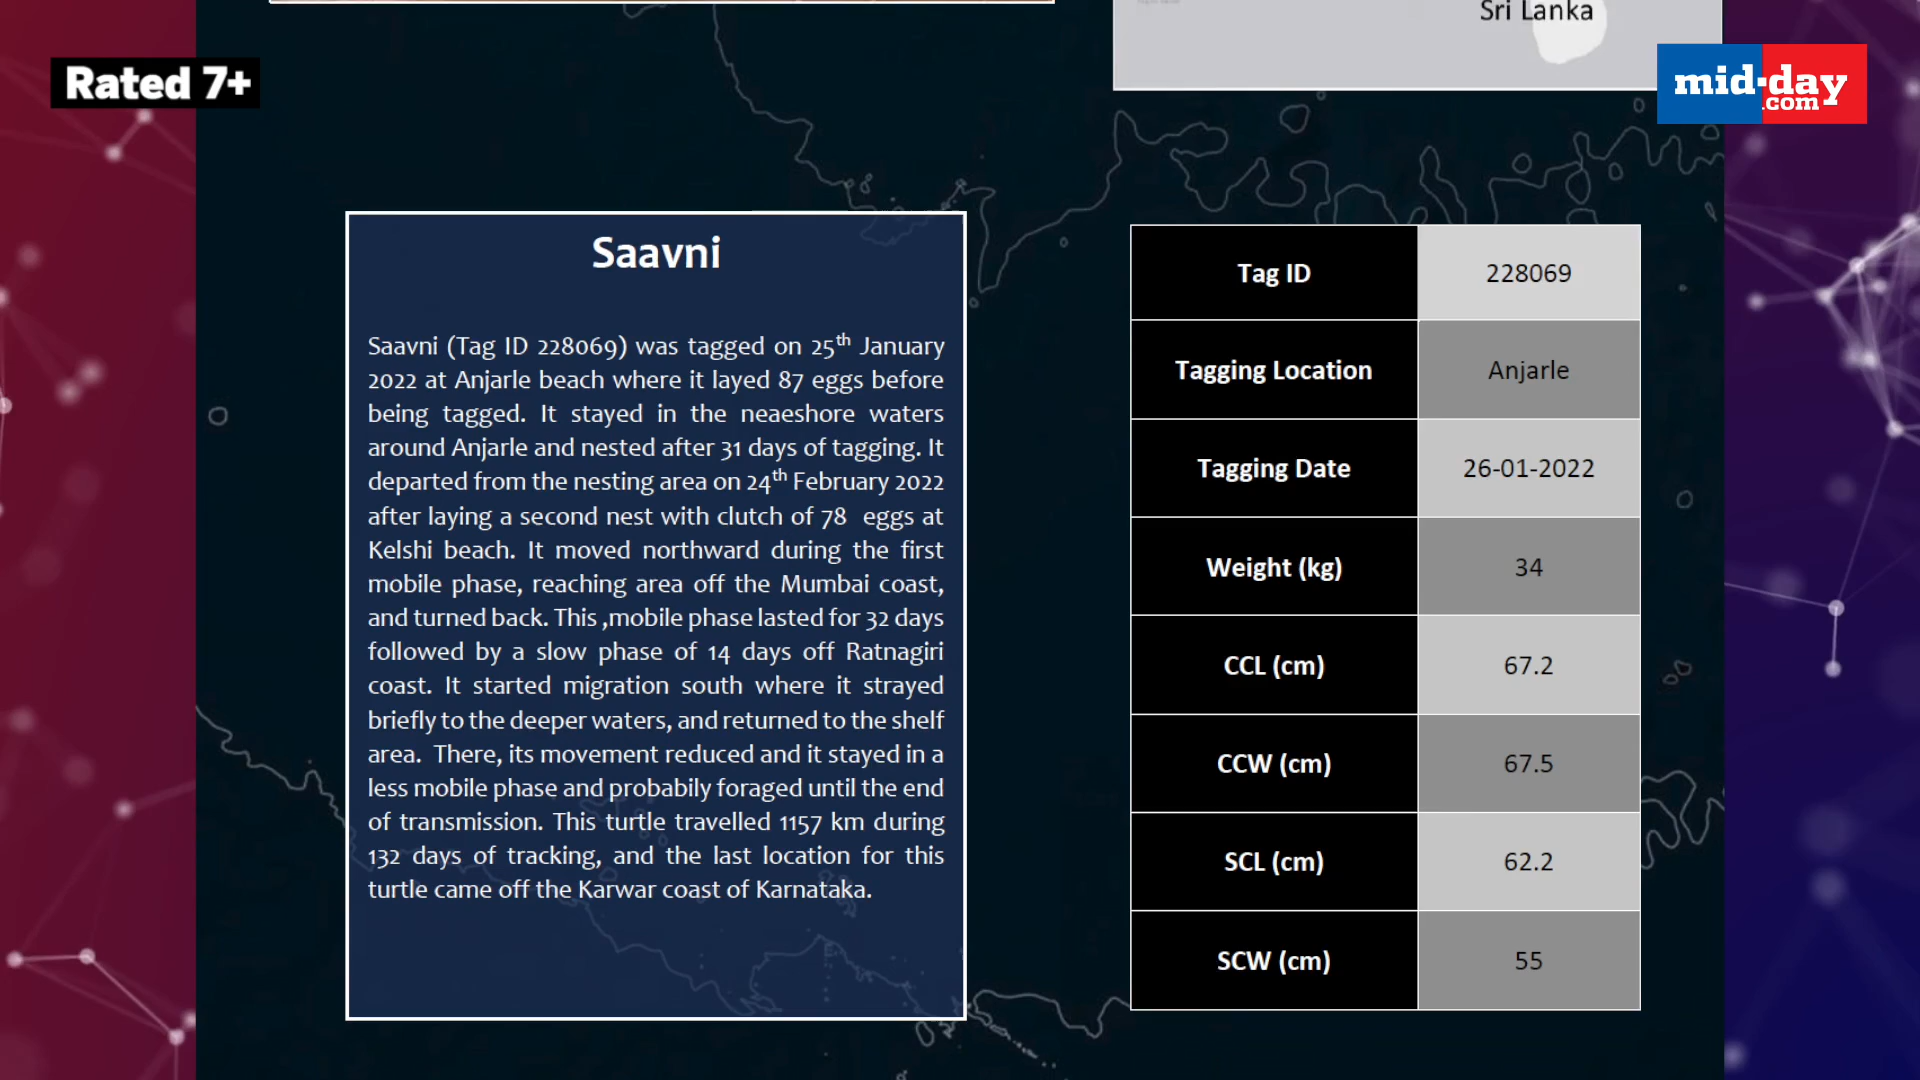 Sri Lanka
Rated 7+
mid-day
.com
Saavni
Saavni (Tag ID 228069) was tagged on 25th January
2022 at Anjarle beach where it layed 87 eggs before
being tagged. It stayed in the neaeshore waters
around Anjarle and nested after 31 days of tagging. It
departed from the nesting area on 24th February 2022
after laying a second nest with clutch of 78 eggs at
Kelshi beach. It moved northward during the first
mobile phase, reaching area off the Mumbai coast,
and turned back. This ,mobile phase lasted for 32 days
followed by a slow phase of 14 days off Ratnagiri
coast. It started migration south where it strayed
briefly to the deeper waters, and returned to the shelf
area. There, its movement reduced and it stayed in a
less mobile phase and probabily foraged until the end
of transmission. This turtle travelled 1157 km during
132 days of tracking, and the last location for this
turtle came off the Karwar coast of Karnataka.
Tag ID 228069
Tagging Location Anjarle
Tagging Date 26-01-2022
Weight (kg) 34
CCL (cm) 67.2
CCW (cm) 67.5
SCL (cm) 62.2
SCW (cm) 55